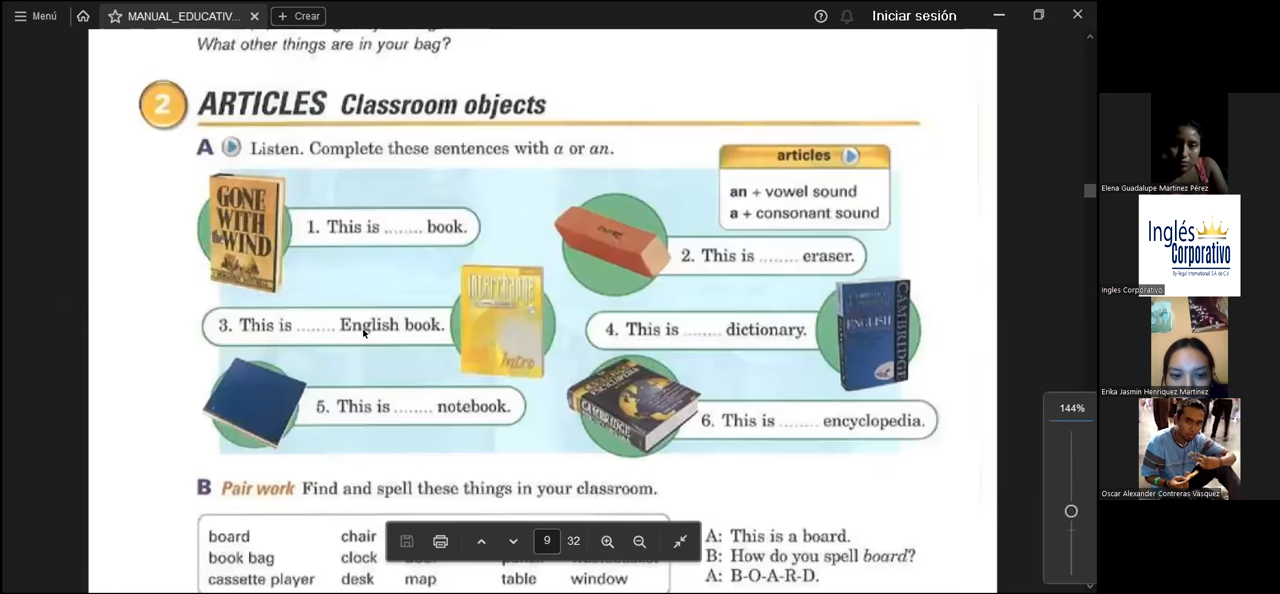 Menú
MANUAL_EDUCATIV...
Crear
Iniciar sesión
What other things are in your bag?
2 ARTICLES Classroom objects
A Listen. Complete these sentences with a or an.
articles
an + vowel sound
a + consonant sound
GONE WITH the WIND
1. This is ........ book.
2. This is ........ eraser.
Interchange
Intro
3. This is ........ English book.
4. This is ........ dictionary.
ENGLISH
CAMBRIDGE
5. This is ........ notebook.
6. This is ........ encyclopedia.
B Pair work Find and spell these things in your classroom.
board chair
book bag clock
cassette player desk map table window
A: This is a board.
B: How do you spell board?
A: B-O-A-R-D.
9 32
144%
Elena Guadalupe Martinez Pérez
Inglés
Corporativo
Ingles Corporativo
Erika Jasmin Henriquez Martinez
Oscar Alexander Contreras Vásquez